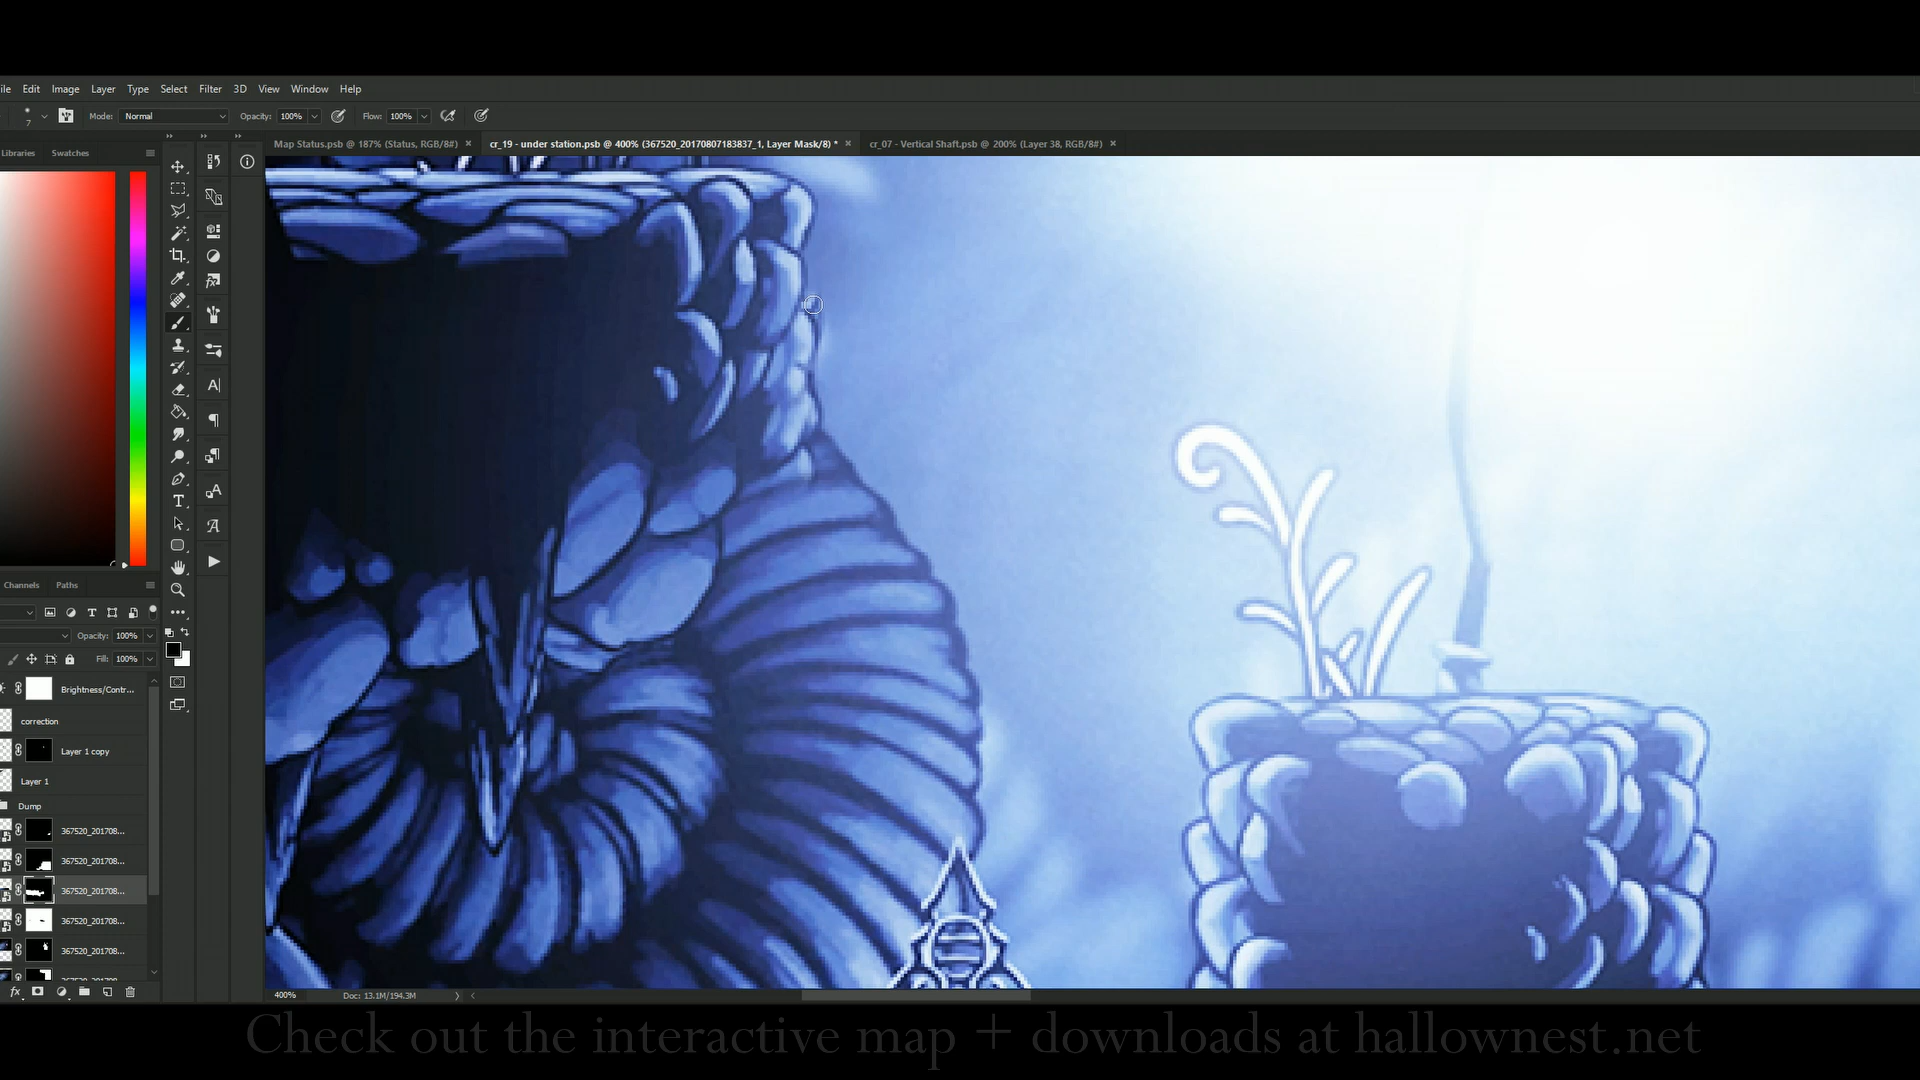 ile Edit Image Layer Type Select Filter 3D View Window Help
7 Mode: Normal Opacity: 100% Flow: 100%
Libraries Swatches
Map Status.psb @ 187% (Status, RGB/8#) × cr_19 - under station.psb @ 400% (367520_20170807183837_1, Layer Mask/8) * × cr_07 - Vertical Shaft.psb @ 200% (Layer 38, RGB/8#) ×
Channels Paths
Opacity: 100%
Fill: 100%
Brightness/Contr...
correction
Layer 1 copy
Layer 1
Dump
367520_201708...
367520_201708...
367520_201708...
367520_201708...
367520_201708...
400% Doc: 13.1M/194.3M
Check out the interactive map + downloads at hallownest.net